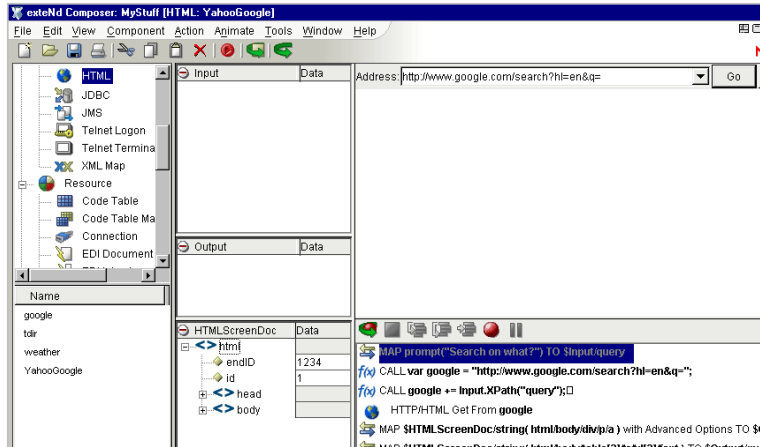 exteNd Composer: MyStuff [HTML: YahooGoogle]
File Edit View Component Action Animate Tools Window Help
HTML
JDBC
JMS
Telnet Logon
Telnet Termina
XML Map
Resource
Code Table
Code Table Ma
Connection
EDI Document
Name
google
tdir
weather
YahooGoogle
Input Data
Output Data
HTMLScreenDoc Data
html
endID 1234
id 1
head
body
Address: http://www.google.com/search?hl=en&q= Go
MAP prompt("Search on what?") TO $Input/query
f(x) CALL var google = "http://www.google.com/search?hl=en&q=";
f(x) CALL google += Input.XPath("query");
HTTP/HTML Get From google
MAP $HTMLScreenDoc/string( html/body/div/p/a ) with Advanced Options TO